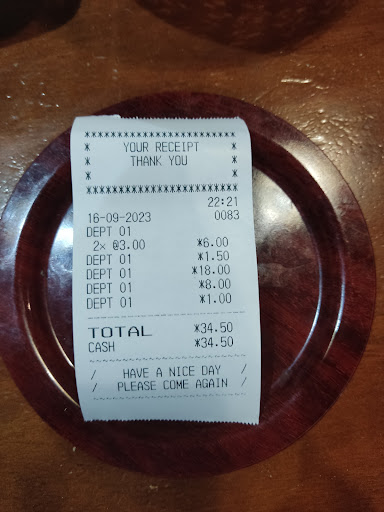 ************************
* YOUR RECEIPT *
* THANK YOU *
* *
************************
22:21
16-09-2023 0083
DEPT 01
2x @3.00 *6.00
DEPT 01 *1.50
DEPT 01 *18.00
DEPT 01 *8.00
DEPT 01 *1.00
TOTAL *34.50
CASH *34.50
/ HAVE A NICE DAY /
/ PLEASE COME AGAIN /